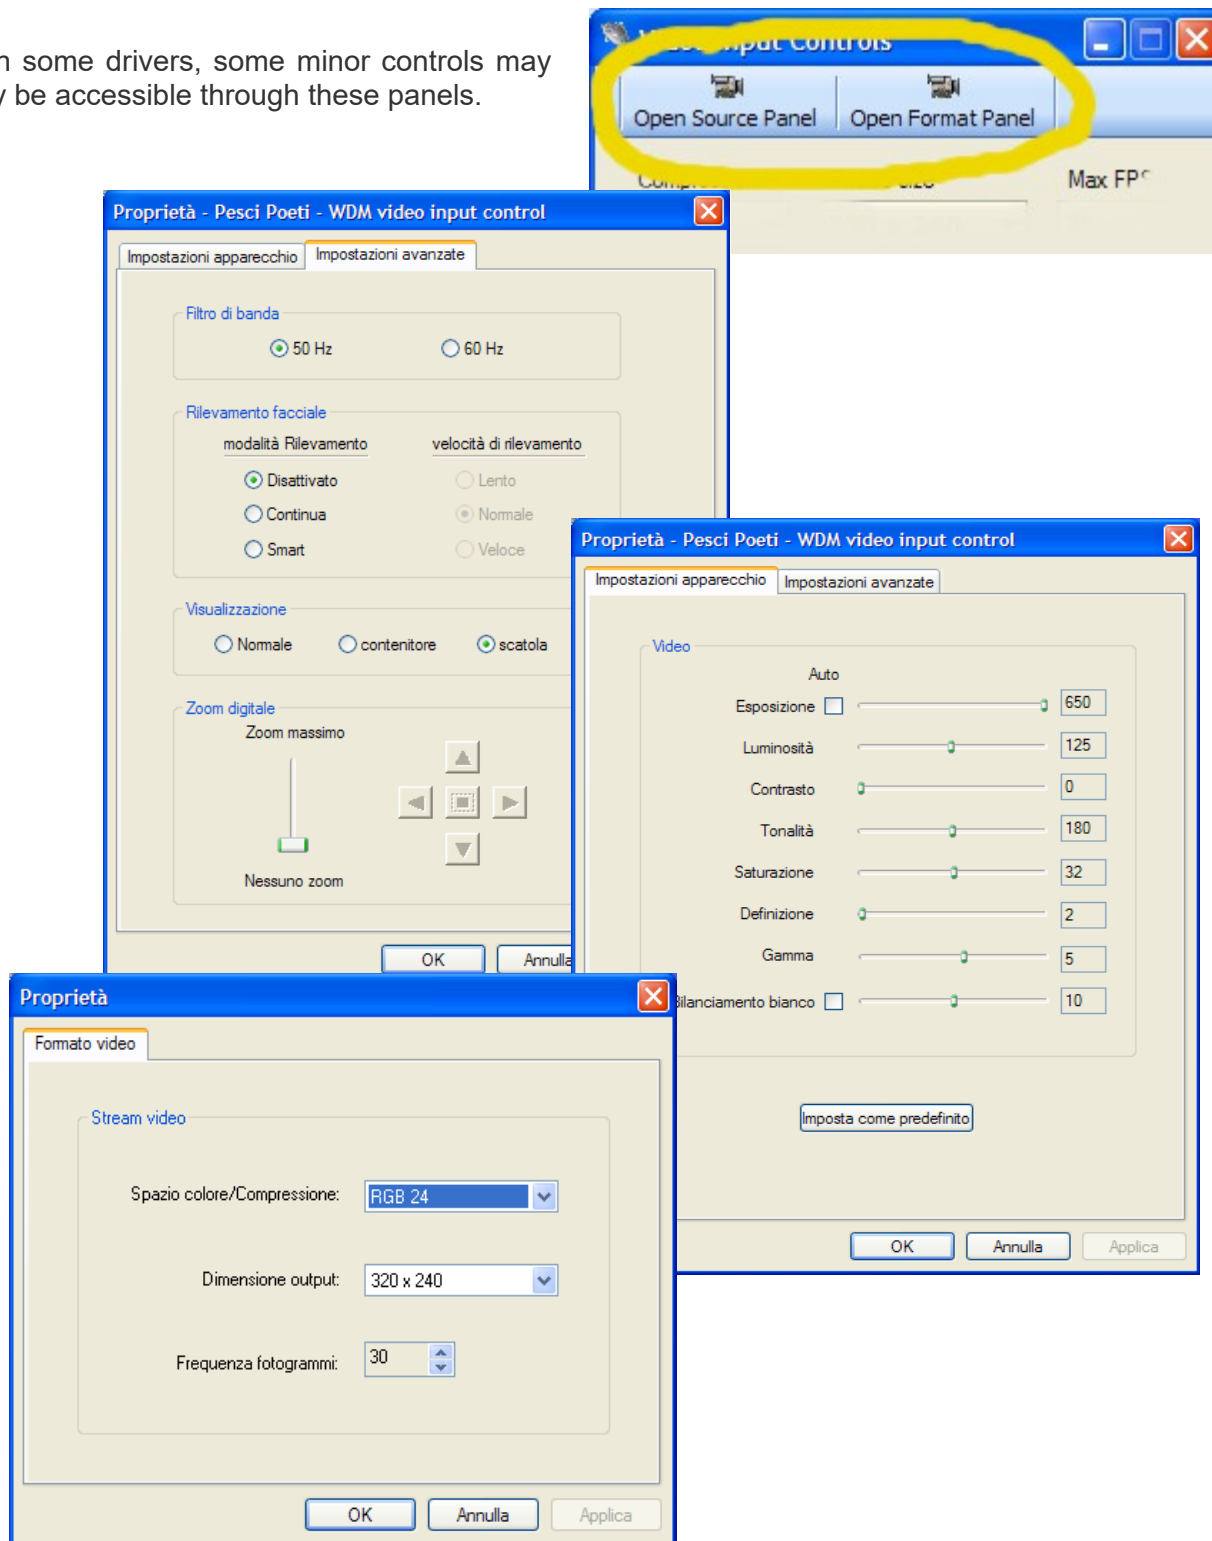 some drivers, some minor controls may
be accessible through these panels.
Controls
Open Source Panel
Open Format Panel
Max
Proprietà - Pesci Poeti - WDM video input control
Impostazioni apparecchio
Impostazioni avanzate
Filtro di banda
50 Hz
60 Hz
Rilevamento facciale
modalità Rilevamento
velocità di rilevamento
Disattivato
Lento
Continua
Normale
Smart
Veloce
Visualizzazione
Normale
contenitore
scatola
Zoom digitale
Zoom massimo
Nessuno zoom
OK
Annulla
Proprietà - Pesci Poeti - WDM video input control
Impostazioni apparecchio
Impostazioni avanzate
Video
Auto
Esposizione
650
Luminosità
125
Contrasto
0
Tonalità
180
Saturazione
32
Definizione
2
Gamma
5
Bilanciamento bianco
10
Imposta come predefinito
OK
Annulla
Applica
Proprietà
Formato video
Stream video
Spazio colore/Compressione:
RGB 24
Dimensione output:
320 x 240
Frequenza fotogrammi:
30
OK
Annulla
Applica